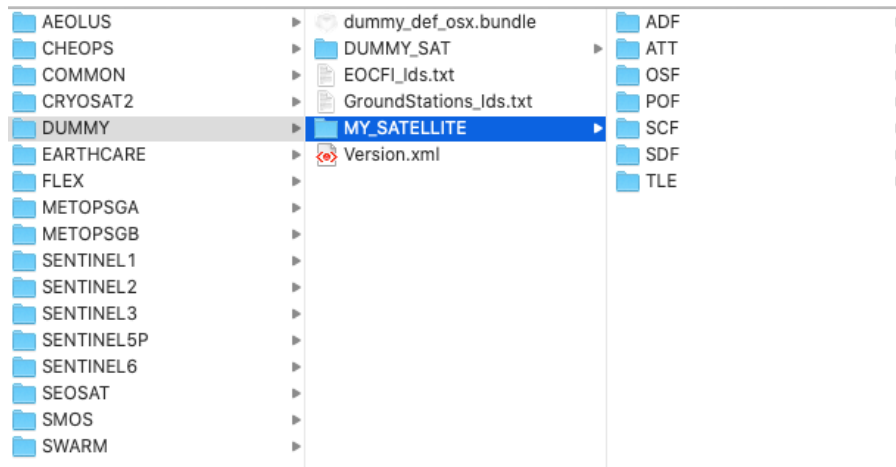 AEOLUS
CHEOPS
COMMON
CRYOSAT2
DUMMY
EARTHCARE
FLEX
METOPSGA
METOPSGB
SENTINEL1
SENTINEL2
SENTINEL3
SENTINEL5P
SENTINEL6
SEOSAT
SMOS
SWARM
dummy_def_osx.bundle
DUMMY_SAT
EOCFI_Ids.txt
GroundStations_Ids.txt
MY_SATELLITE
Version.xml
ADF
ATT
OSF
POF
SCF
SDF
TLE